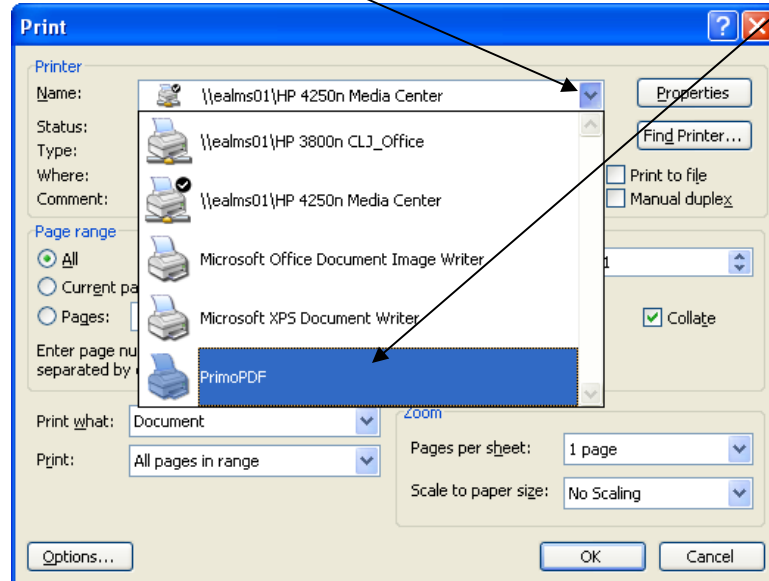 Print
Printer
Name: \\ealms01\HP 4250n Media Center Properties
Status: \\ealms01\HP 3800n CLJ_Office Find Printer...
Type:
Where: Print to file
Comment: \\ealms01\HP 4250n Media Center Manual duplex
Page range
All Microsoft Office Document Image Writer 1
Current pa
Pages: Microsoft XPS Document Writer Collate
Enter page nu
separated by PrimoPDF
Print what: Document Zoom
Pages per sheet: 1 page
Print: All pages in range
Scale to paper size: No Scaling
Options... OK Cancel